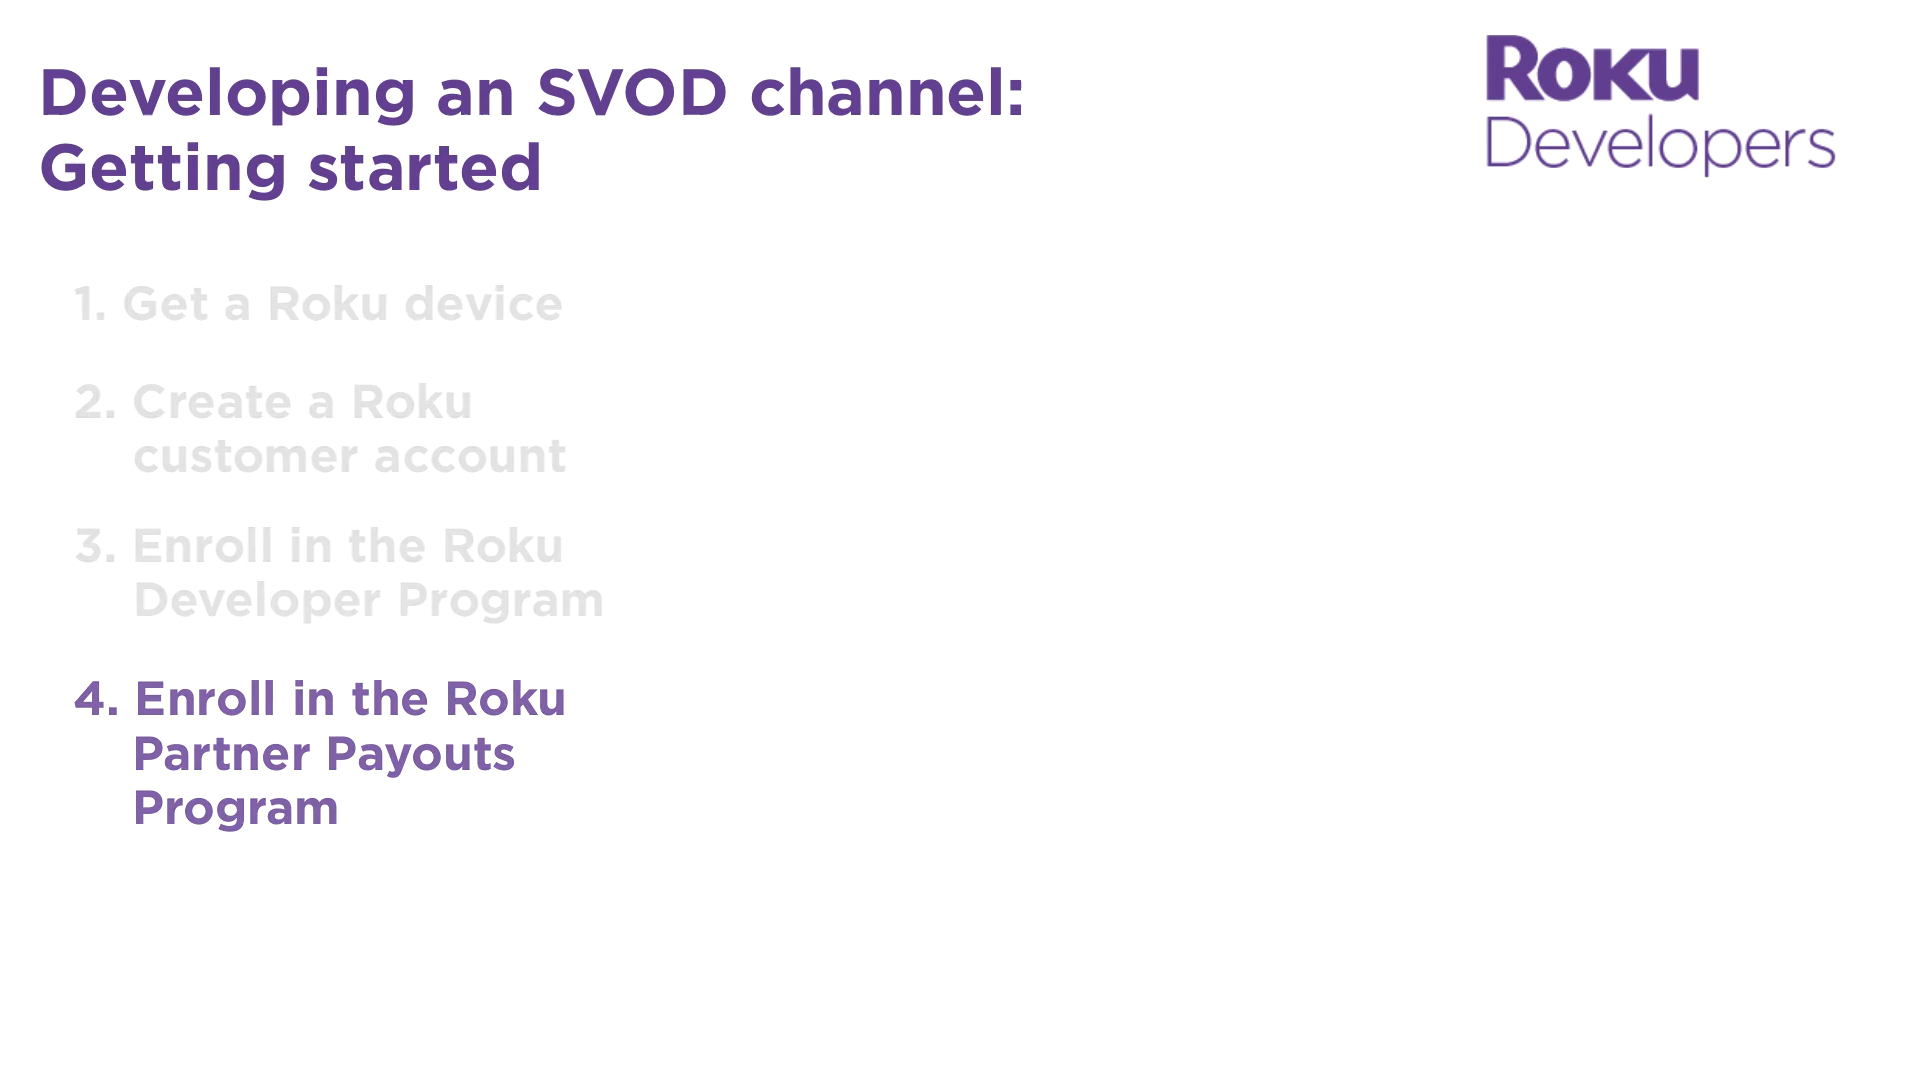 Developing an SVOD channel:
Getting started
Roku
Developers
1. Get a Roku device
2. Create a Roku
customer account
3. Enroll in the Roku
Developer Program
4. Enroll in the Roku
Partner Payouts
Program